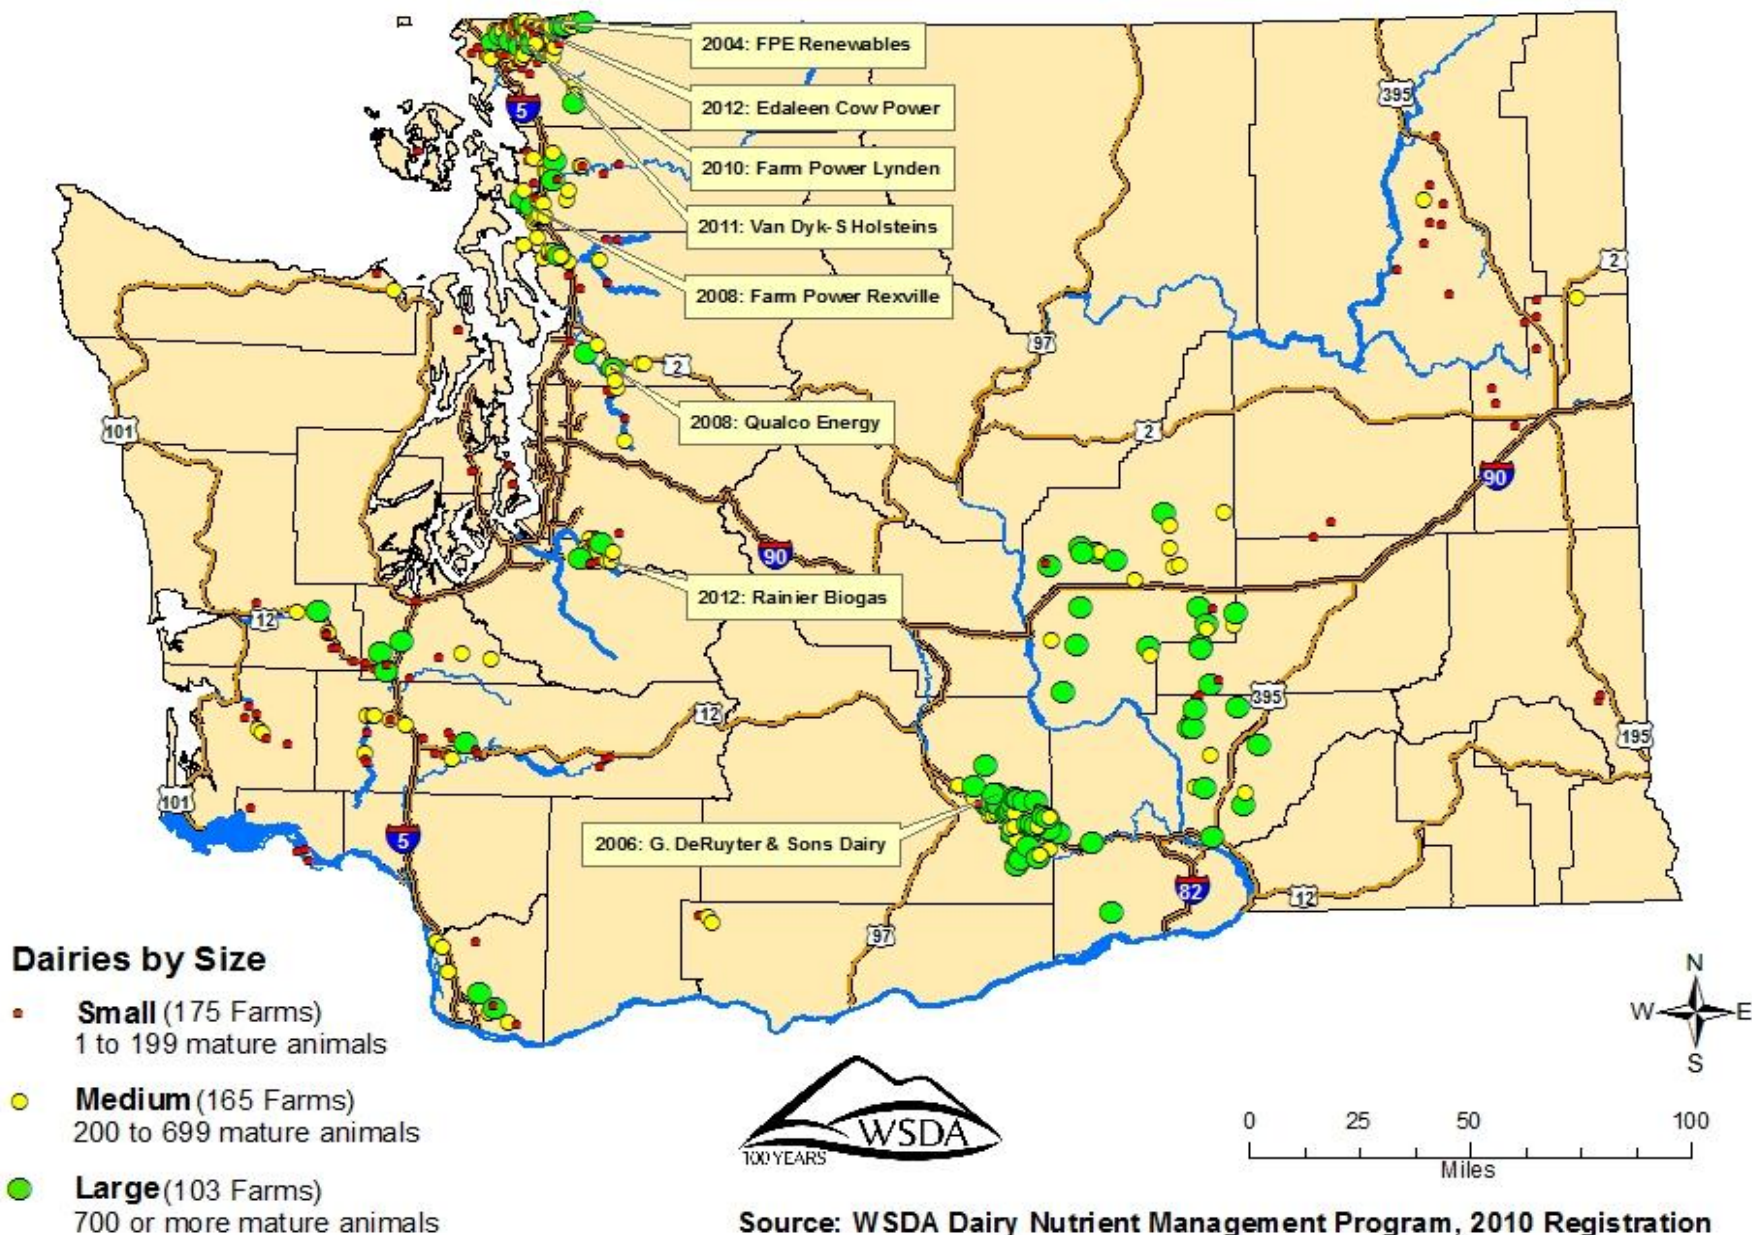 2004: FPE Renewables
395
2012: Edaleen Cow Power
5
2010: Farm Power Lynden
2011: Van Dyk-S Holsteins
2
2008: Farm Power Rexville
97
2
2008: Qualco Energy
101
2
90
90
2012: Rainier Biogas
12
395
12
195
101
2006: G. DeRuyter & Sons Dairy
5
82
12
97
Dairies by Size
Small (175 Farms)
1 to 199 mature animals
Medium (165 Farms)
200 to 699 mature animals
Large (103 Farms)
700 or more mature animals
WSDA
100 YEARS
N
W E
S
0 25 50 100
Miles
Source: WSDA Dairy Nutrient Management Program, 2010 Registration